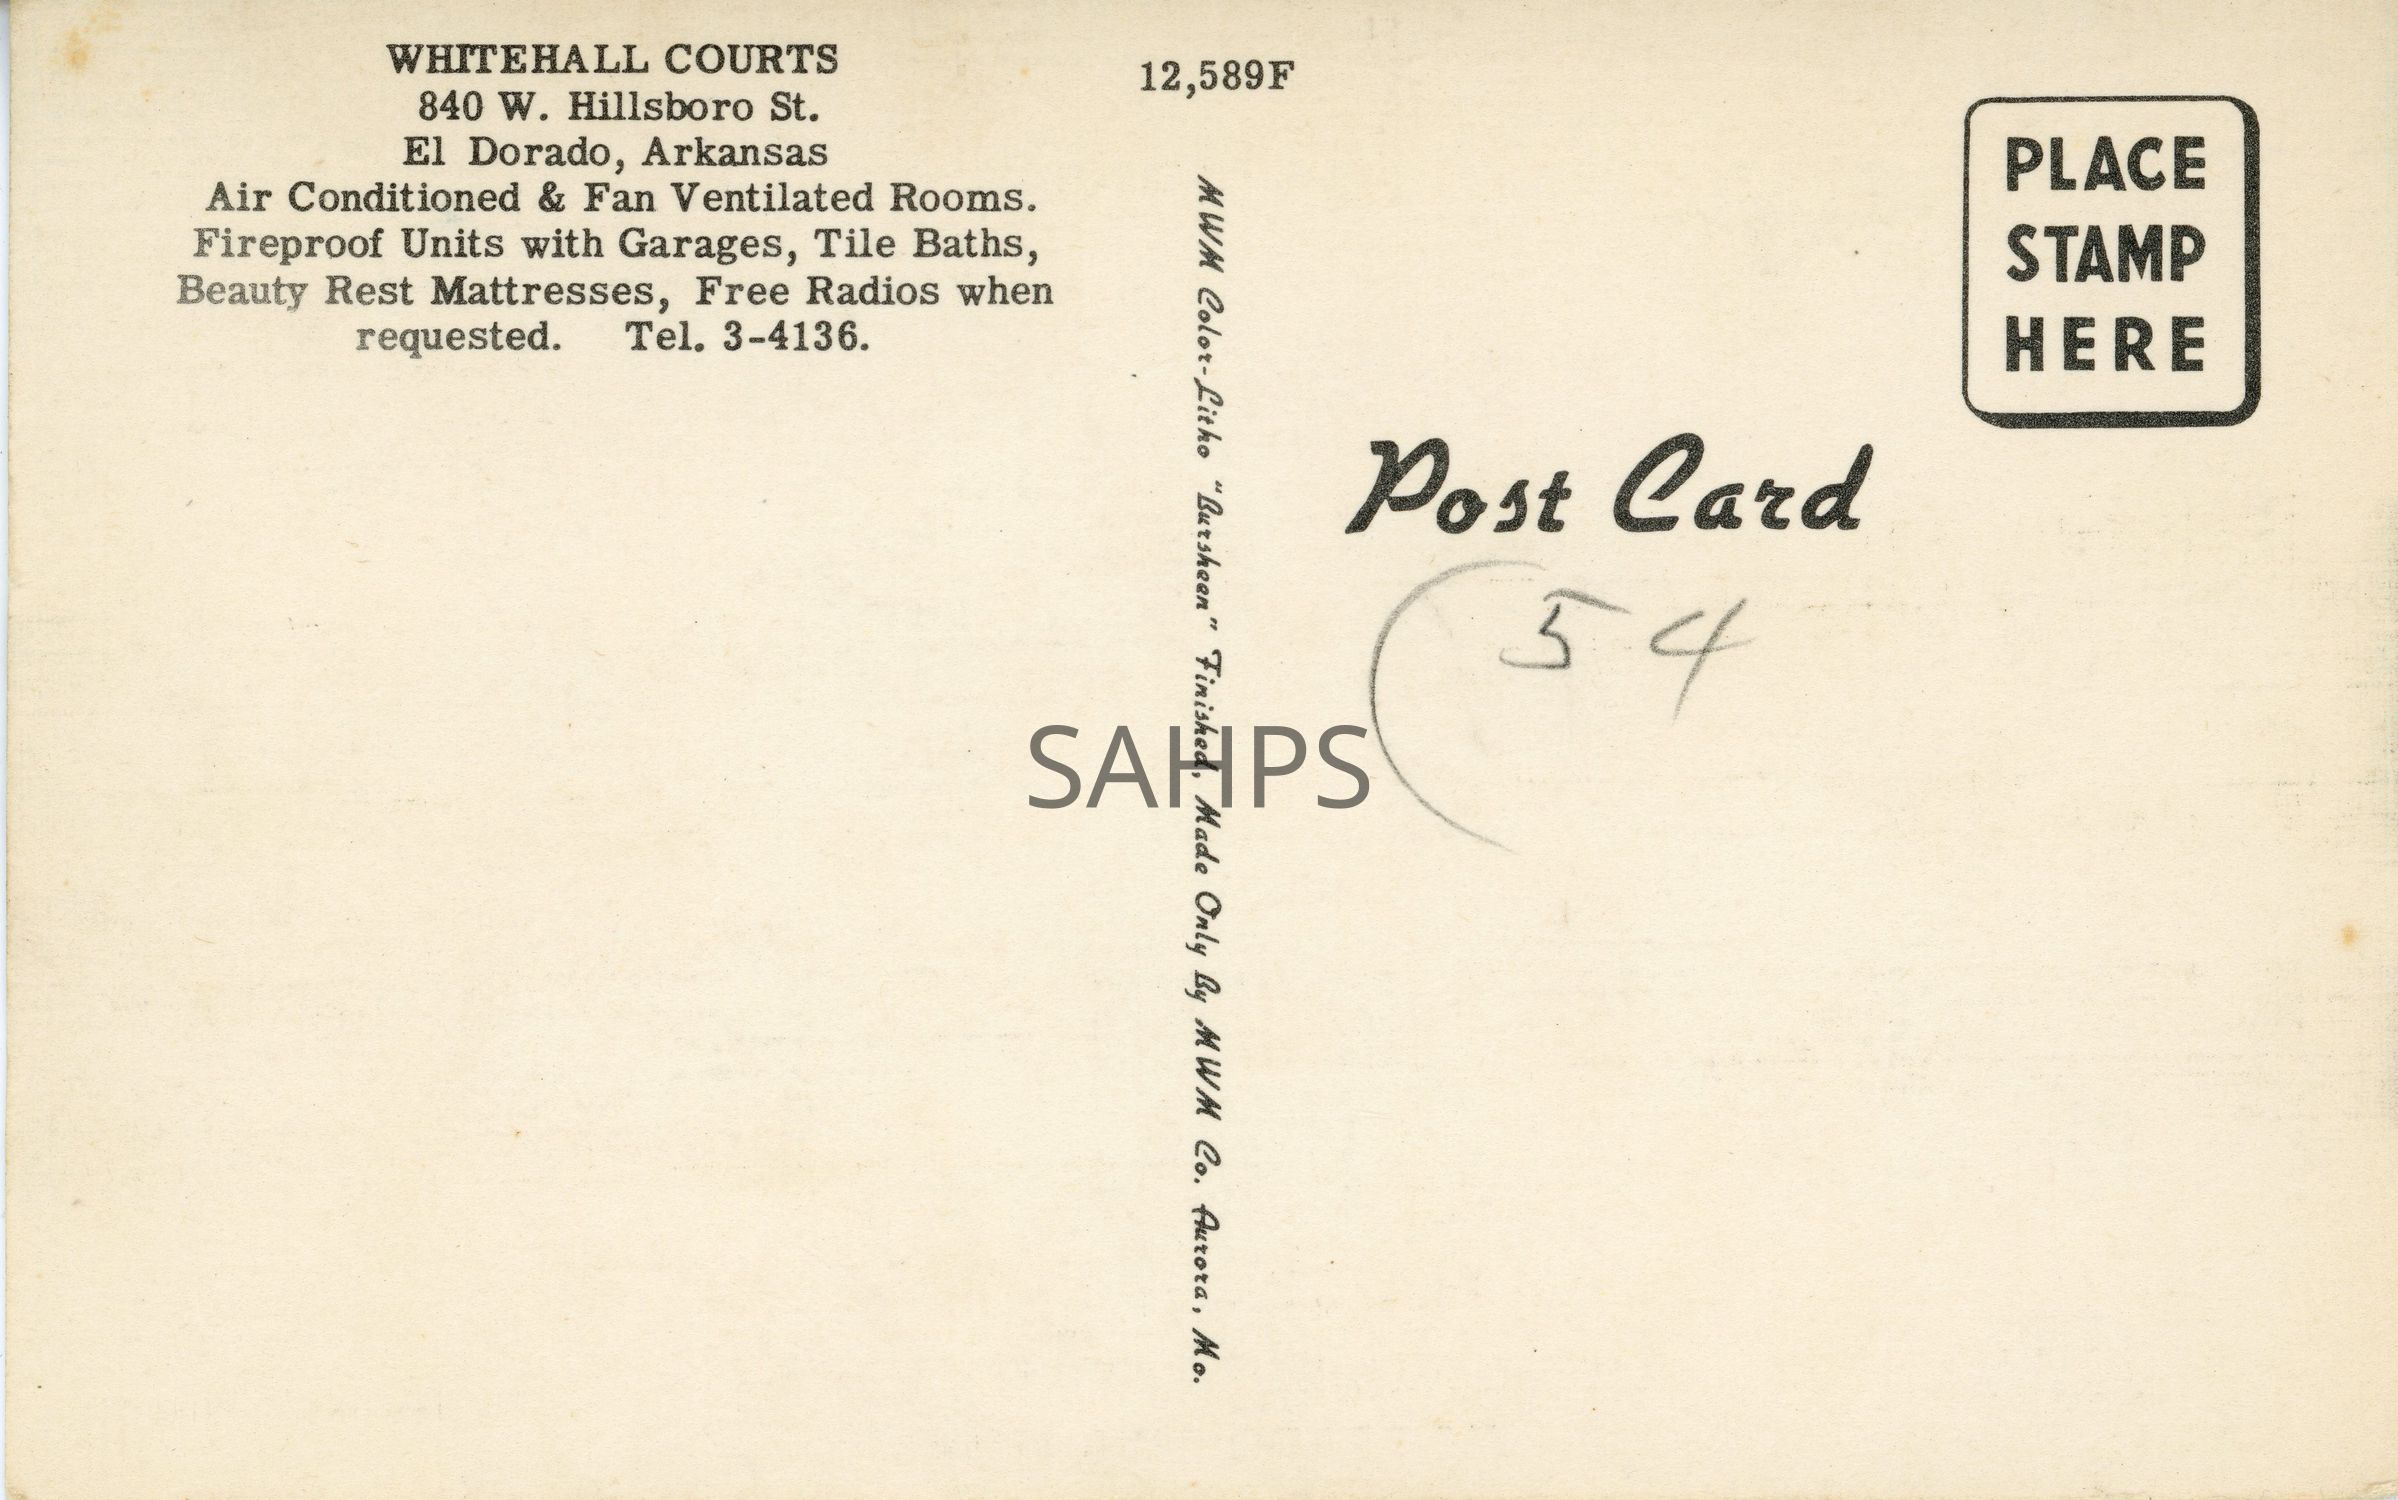 WHITEHALL COURTS
840 W. Hillsboro St.
El Dorado, Arkansas
Air Conditioned & Fan Ventilated Rooms.
Fireproof Units with Garages, Tile Baths,
Beauty Rest Mattresses, Free Radios when
requested. Tel. 3-4136.
12,589F
MWM Color-Litho "Bursheen" Finished, Made Only By MWM Co. Aurora, Mo.
PLACE
STAMP
HERE
Post Card
54
SAHPS